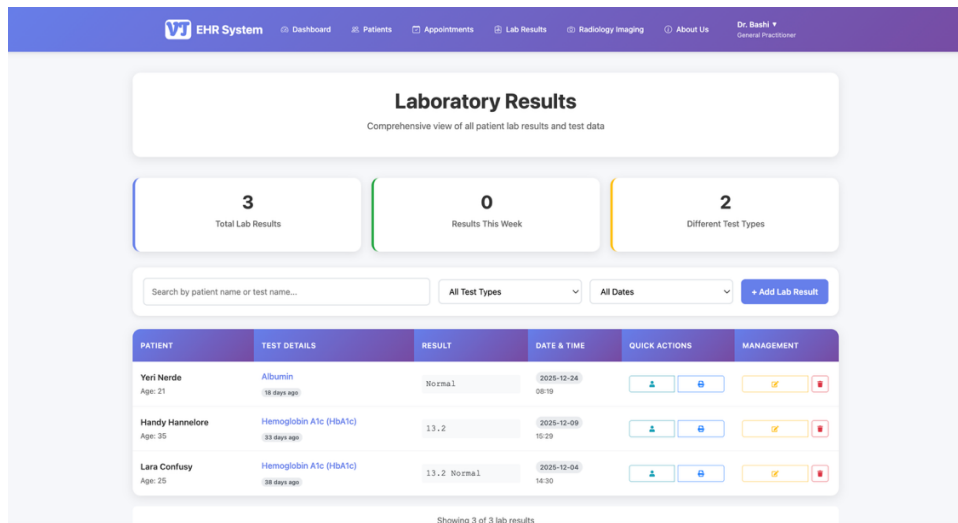 VJ EHR System Dashboard Patients Appointments Lab Results Radiology Imaging About Us Dr. Bashi ▼
General Practitioner
Laboratory Results
Comprehensive view of all patient lab results and test data
3
Total Lab Results
0
Results This Week
2
Different Test Types
Search by patient name or test name... All Test Types All Dates + Add Lab Result
PATIENT TEST DETAILS RESULT DATE & TIME QUICK ACTIONS MANAGEMENT
Yeri Nerde Albumin Normal 2025-12-24
Age: 21 18 days ago 08:19
Handy Hannelore Hemoglobin A1c (HbA1c) 13.2 2025-12-09
Age: 35 33 days ago 15:29
Lara Confusy Hemoglobin A1c (HbA1c) 13.2 Normal 2025-12-04
Age: 25 38 days ago 14:30
Showing 3 of 3 lab results